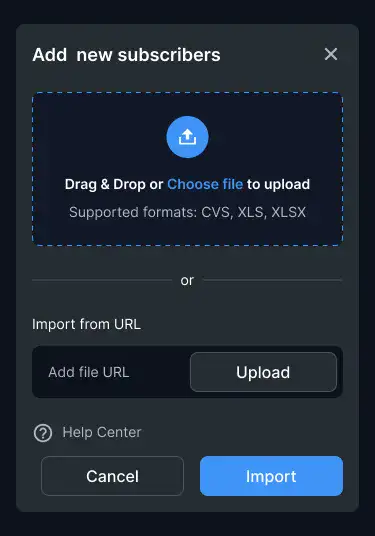 Add  new subscribers
Drag & Drop or Choose file to upload
Supported formats: CVS, XLS, XLSX
or
Import from URL
Add file URL
Upload
Help Center
Cancel
Import